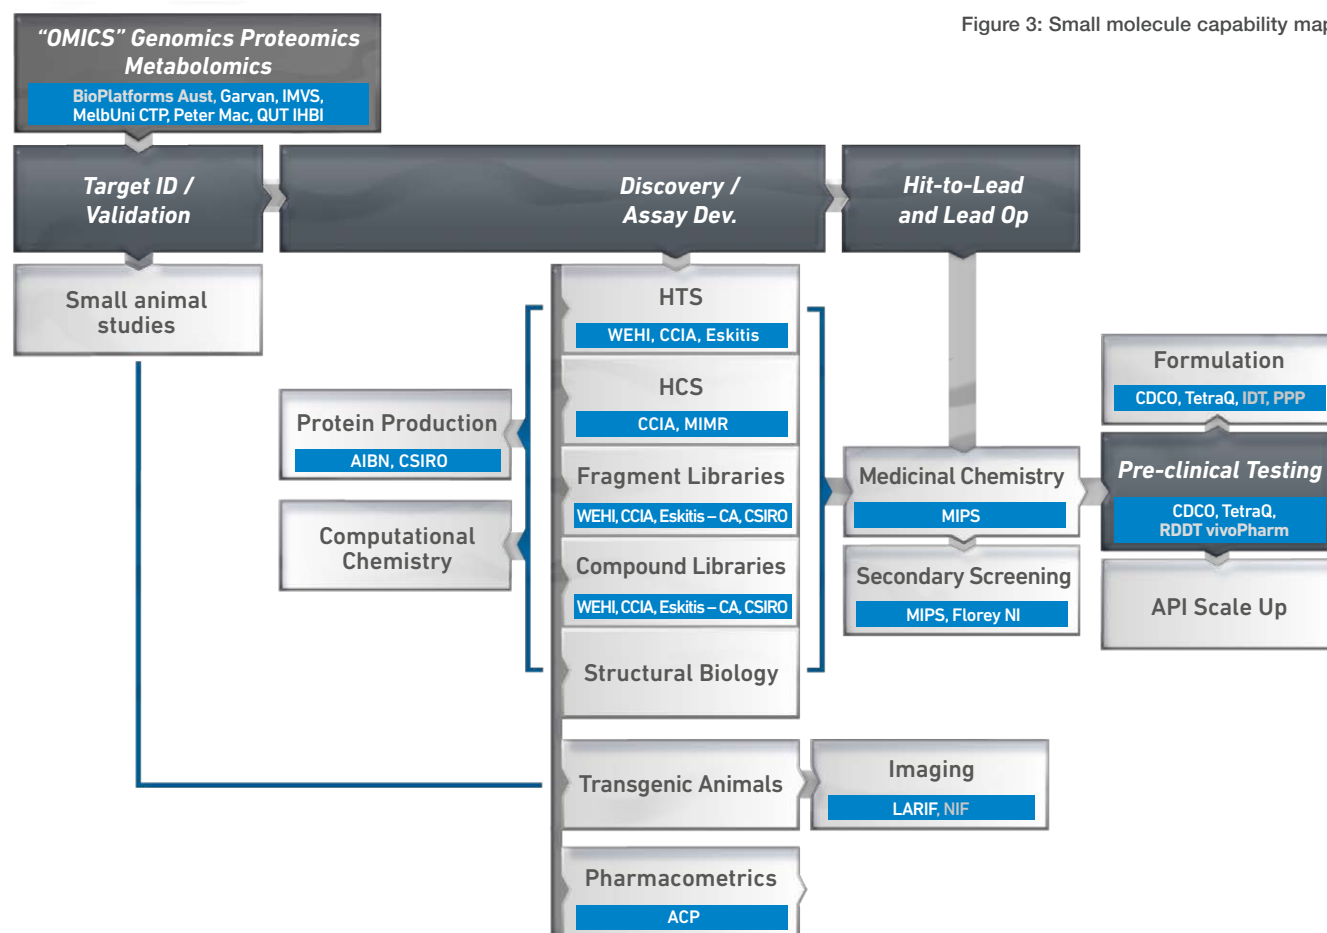 Figure 3: Small molecule capability map
“OMICS” Genomics Proteomics
Metabolomics
BioPlatforms Aust, Garvan, IMVS,
MelbUni CTP, Peter Mac, QUT IHBI
Target ID /
Validation
Discovery /
Assay Dev.
Hit-to-Lead
and Lead Op
Small animal
studies
HTS
WEHI, CCIA, Eskitis
HCS
CCIA, MIMR
Protein Production
AIBN, CSIRO
Computational
Chemistry
Fragment Libraries
WEHI, CCIA, Eskitis – CA, CSIRO
Compound Libraries
WEHI, CCIA, Eskitis – CA, CSIRO
Structural Biology
Medicinal Chemistry
MIPS
Secondary Screening
MIPS, Florey NI
Formulation
CDCO, TetraQ, IDT, PPP
Pre-clinical Testing
CDCO, TetraQ,
RDDT vivoPharm
API Scale Up
Transgenic Animals
Imaging
LARIF, NIF
Pharmacometrics
ACP